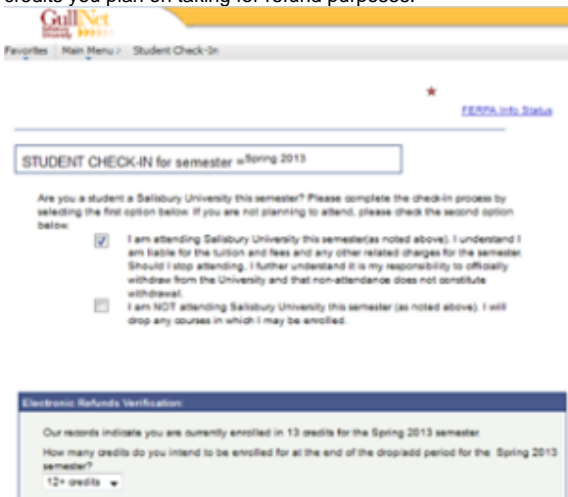 credits you plan on taking for refund purposes.
GullNet
Salisbury
University
Favorites Main Menu > Student Check-In
FERPA Info Status
STUDENT CHECK-IN for semester = Spring 2013
Are you a student a Salisbury University this semester? Please complete the check-in process by
selecting the first option below. If you are not planning to attend, please check the second option
below
I am attending Salisbury University this semester(as noted above). I understand I
am liable for the tuition and fees and any other related charges for the semester.
Should I stop attending, I further understand it is my responsibility to officially
withdraw from the University and that non-attendance does not constitute
withdrawal.
I am NOT attending Salisbury University this semester (as noted above). I will
drop any courses in which I may be enrolled.
Electronic Refunds Verification:
Our records indicate you are currently enrolled in 13 credits for the Spring 2013 semester.
How many credits do you intend to be enrolled for at the end of the drop/add period for the Spring 2013
semester?
12+ credits